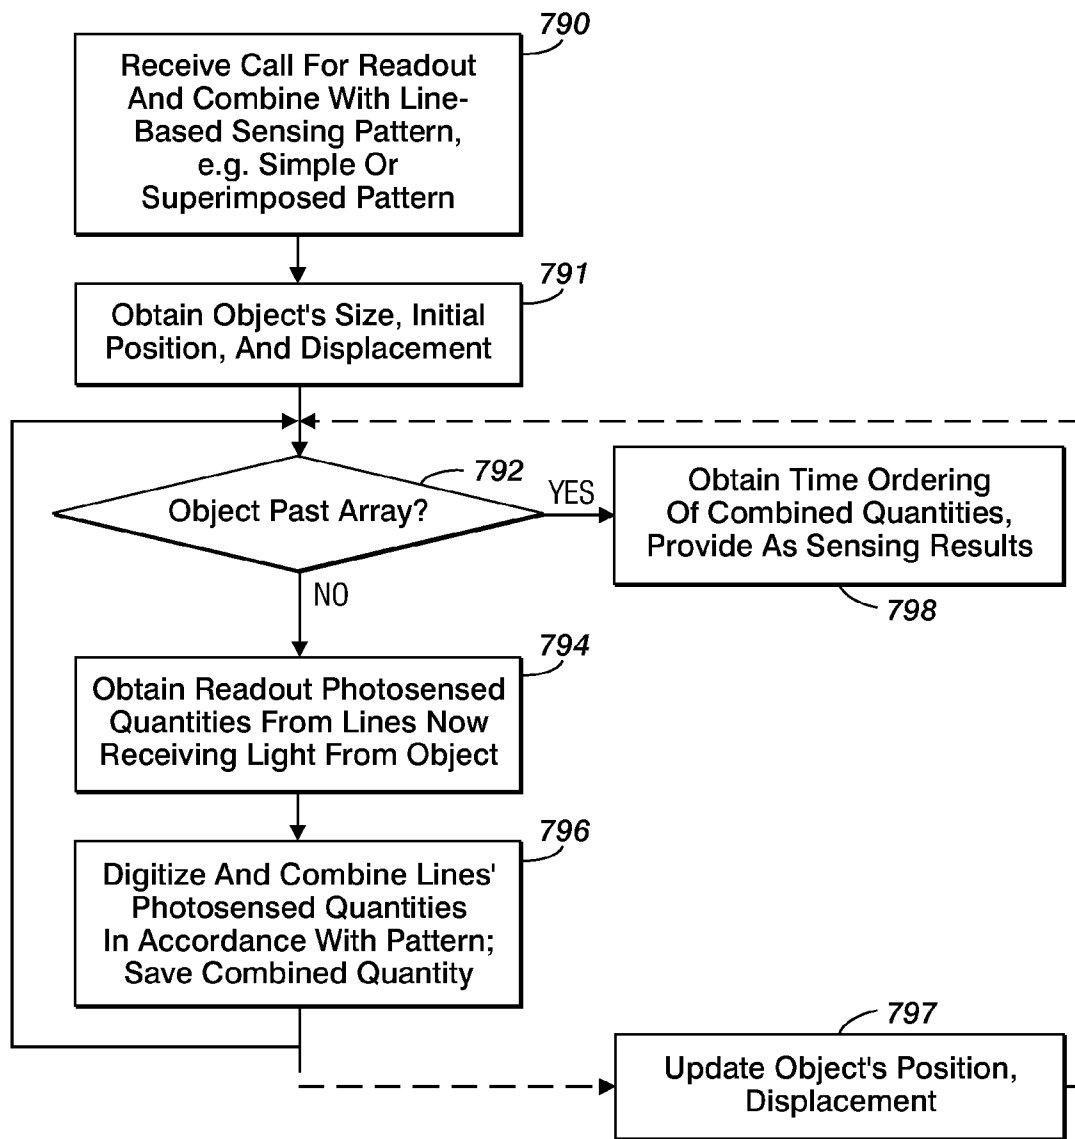 790
Receive Call For Readout
And Combine With Line-
Based Sensing Pattern,
e.g. Simple Or
Superimposed Pattern
791
Obtain Object's Size, Initial
Position, And Displacement
792
Object Past Array?
YES
NO
Obtain Time Ordering
Of Combined Quantities,
Provide As Sensing Results
798
794
Obtain Readout Photosensed
Quantities From Lines Now
Receiving Light From Object
796
Digitize And Combine Lines'
Photosensed Quantities
In Accordance With Pattern;
Save Combined Quantity
797
Update Object's Position,
Displacement